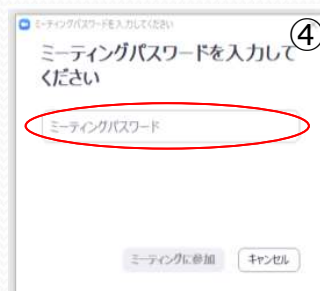 ミーティングパスワードを入力してください
④
ミーティングパスワードを入力して
ください
ミーティングパスワード
ミーティングに参加 キャンセル